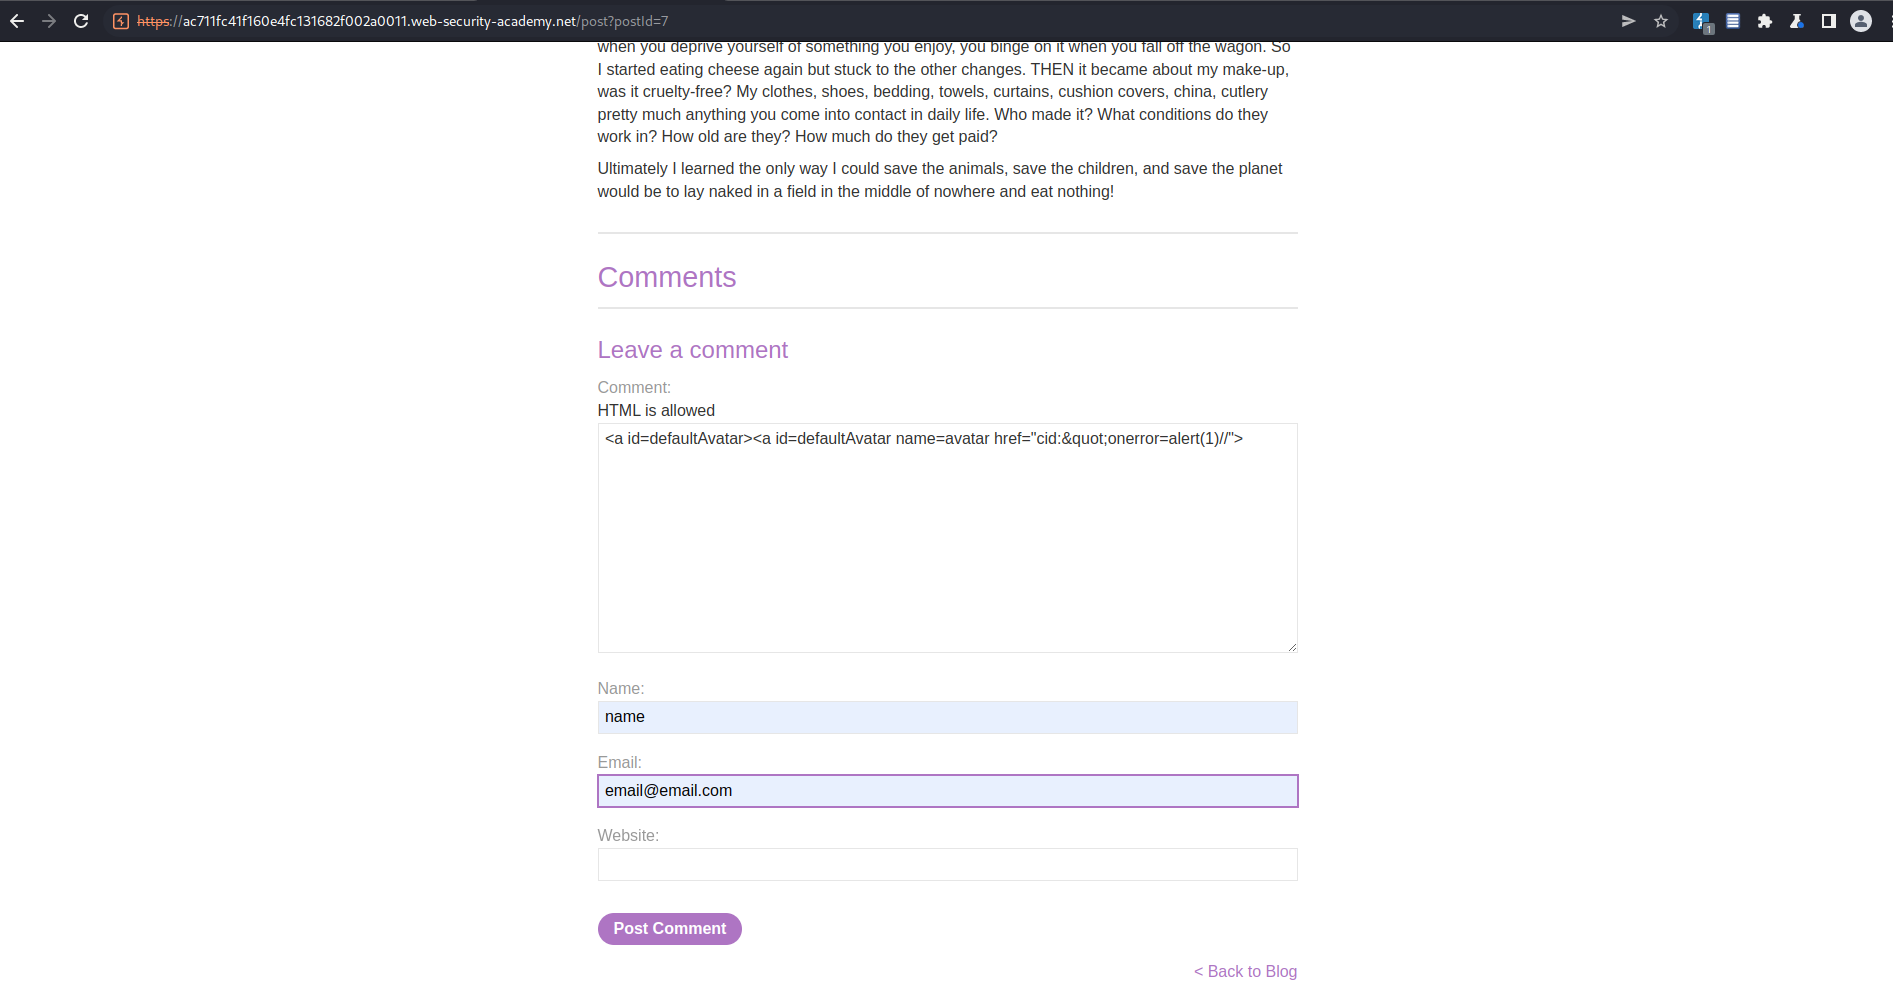 https://ac711fc41f160e4fc131682f002a0011.web-security-academy.net/post?postId=7
1
when you deprive yourself of something you enjoy, you binge on it when you fall off the wagon. So
I started eating cheese again but stuck to the other changes. THEN it became about my make-up,
was it cruelty-free? My clothes, shoes, bedding, towels, curtains, cushion covers, china, cutlery
pretty much anything you come into contact in daily life. Who made it? What conditions do they
work in? How old are they? How much do they get paid?
Ultimately I learned the only way I could save the animals, save the children, and save the planet
would be to lay naked in a field in the middle of nowhere and eat nothing!
Comments
Leave a comment
Comment:
HTML is allowed
<a id=defaultAvatar><a id=defaultAvatar name=avatar href="cid:&quot;onerror=alert(1)//">
Name:
name
Email:
email@email.com
Website:
Post Comment
< Back to Blog